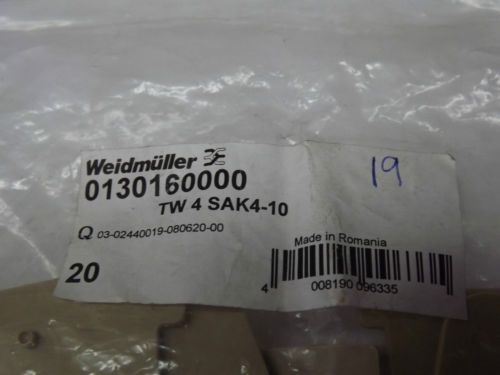 Weidmüller
0130160000
19
TW 4 SAK4-10
Q 03-02440019-080620-00
Made in Romania
20
4 008190 096335